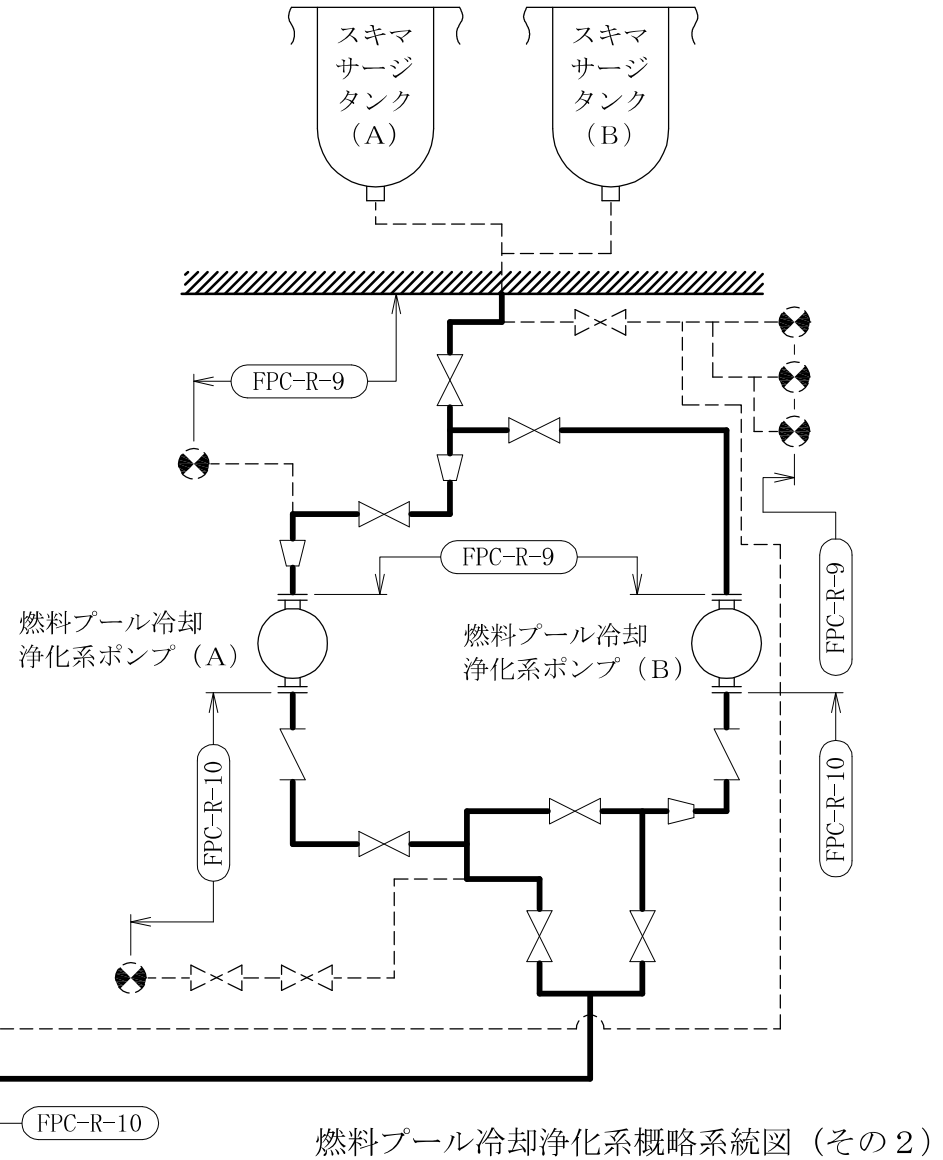 スキマ
サージ
タンク
(A)
スキマ
サージ
タンク
(B)
FPC-R-9
FPC-R-9
FPC-R-9
燃料プール冷却
浄化系ポンプ(A)
燃料プール冷却
浄化系ポンプ(B)
FPC-R-10
FPC-R-10
FPC-R-10
燃料プール冷却浄化系概略系統図(その2)